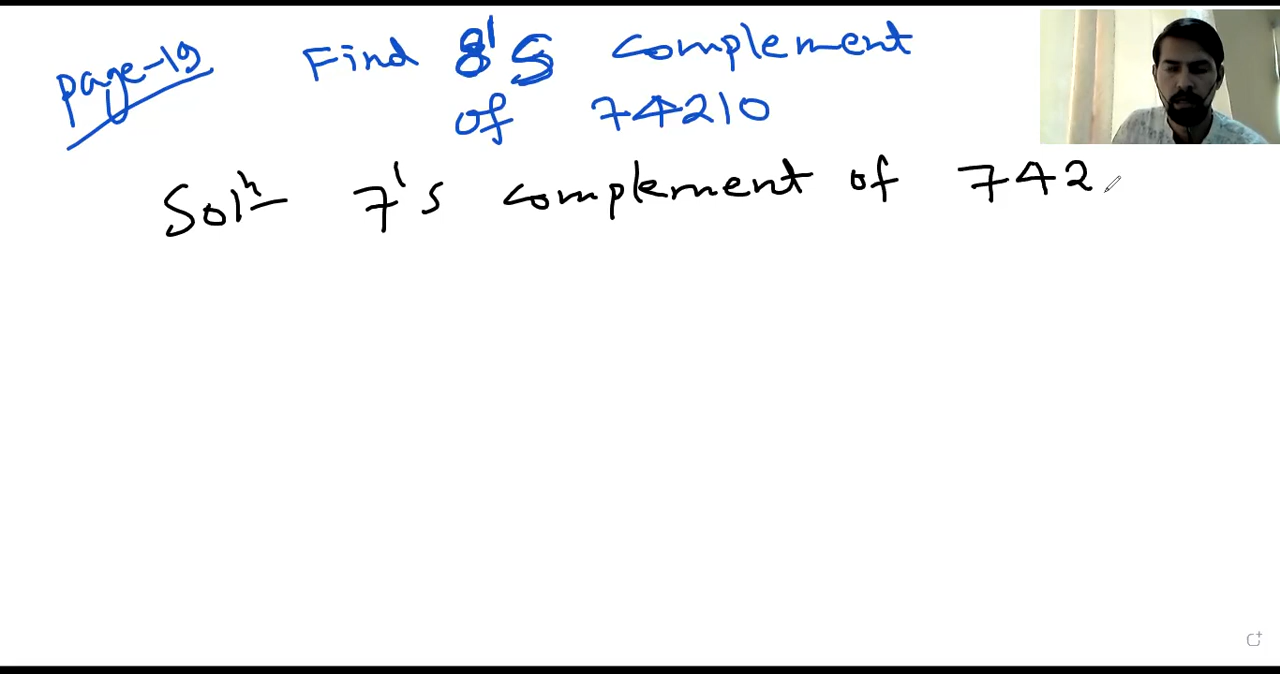 page-19
Find 8's complement
of 74210
Solⁿ 7's complement of 742